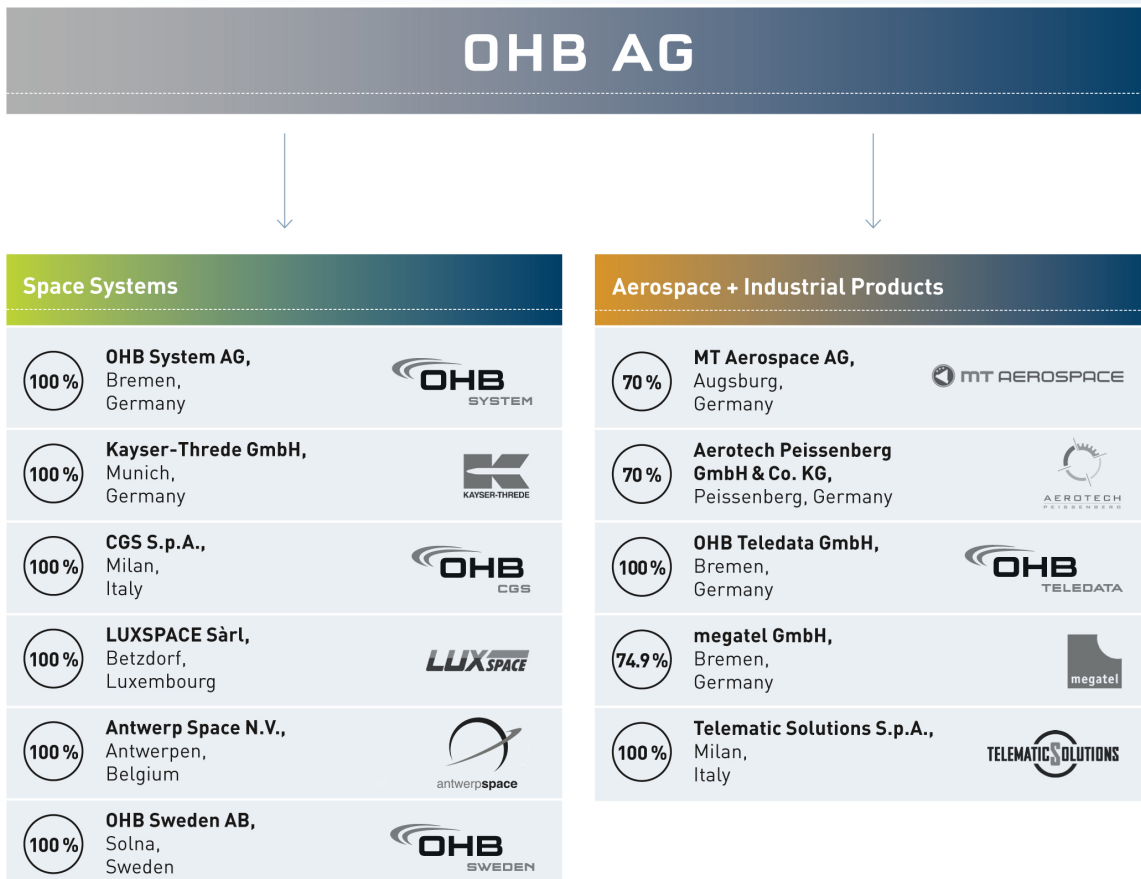 OHB AG
Space Systems
100 %
OHB System AG,
Bremen,
Germany
OHB
SYSTEM
100 %
Kayser-Threde GmbH,
Munich,
Germany
KAYSER-THREDE
100 %
CGS S.p.A.,
Milan,
Italy
OHB
CGS
100 %
LUXSPACE Sàrl,
Betzdorf,
Luxembourg
LUXSPACE
100 %
Antwerp Space N.V.,
Antwerpen,
Belgium
antwerpspace
100 %
OHB Sweden AB,
Solna,
Sweden
OHB
SWEDEN
Aerospace + Industrial Products
70 %
MT Aerospace AG,
Augsburg,
Germany
MT AEROSPACE
70 %
Aerotech Peissenberg
GmbH & Co. KG,
Peissenberg, Germany
AEROTECH
PEISSENBERG
100 %
OHB Teledata GmbH,
Bremen,
Germany
OHB
TELEDATA
74.9 %
megatel GmbH,
Bremen,
Germany
megatel
100 %
Telematic Solutions S.p.A.,
Milan,
Italy
TELEMATIC SOLUTIONS